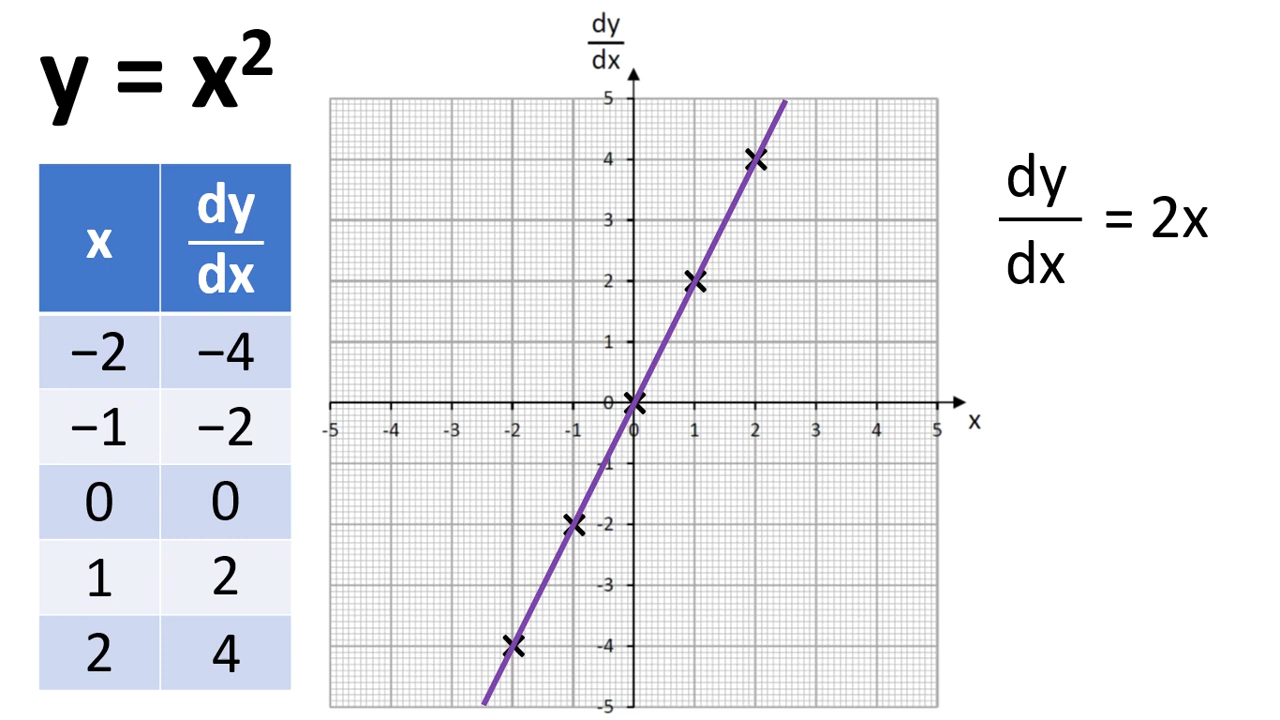 y = x²
x dy/dx
−2 −4
−1 −2
0 0
1 2
2 4
dy/dx
5
4
3
2
1
0
-1
-2
-3
-4
-5
-5 -4 -3 -2 -1 0 1 2 3 4 5
x
dy/dx = 2x